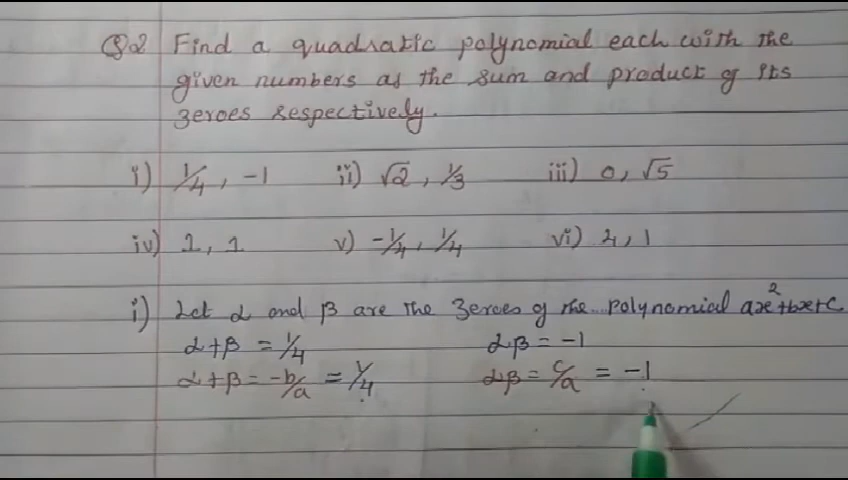 Q2 Find a quadratic polynomial each with the
given numbers as the sum and product of its
zeroes respectively.
i) 1/4, -1 ii) √2, 1/3 iii) 0, √5
iv) 1, 1 v) -1/4, 1/4 vi) 4, 1
i) Let α and β are the zeroes of the polynomial ax²+bx+c
α+β = 1/4 αβ = -1
α+β = -b/a = 1/4 αβ = c/a = -1